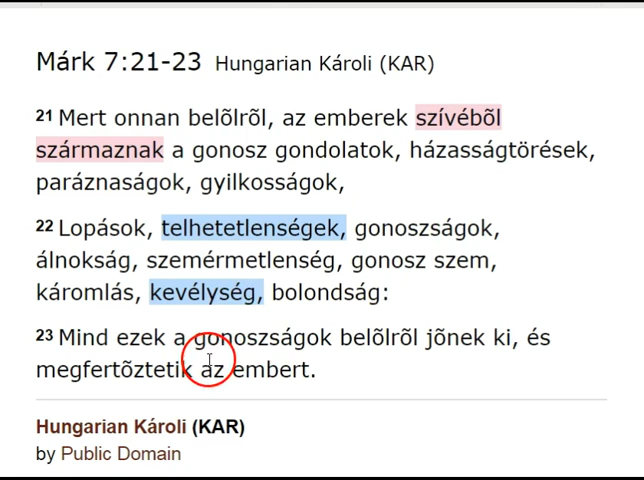 Márk 7:21-23 Hungarian Károli (KAR)
21 Mert onnan belõlrõl, az emberek szívébõl
származnak a gonosz gondolatok, házasságtörések,
paráznaságok, gyilkosságok,
22 Lopások, telhetetlenségek, gonoszságok,
álnokság, szemérmetlenség, gonosz szem,
káromlás, kevélység, bolondság:
23 Mind ezek a gonoszságok belõlrõl jõnek ki, és
megfertõztetik az embert.
Hungarian Károli (KAR)
by Public Domain